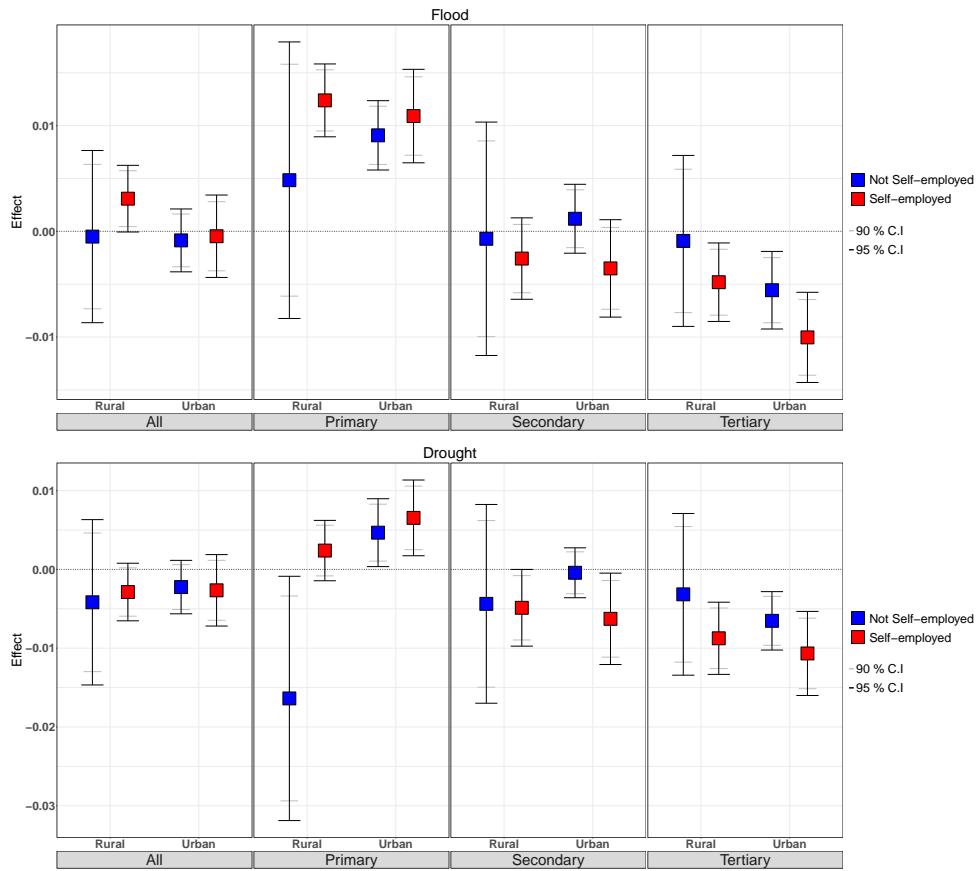 Flood
Effect
0.01
0.00
−0.01
Rural Urban Rural Urban Rural Urban Rural Urban
All Primary Secondary Tertiary
Not Self−employed
Self−employed
90 % C.I
95 % C.I
Drought
Effect
0.01
0.00
−0.01
−0.02
−0.03
Rural Urban Rural Urban Rural Urban Rural Urban
All Primary Secondary Tertiary
Not Self−employed
Self−employed
90 % C.I
95 % C.I